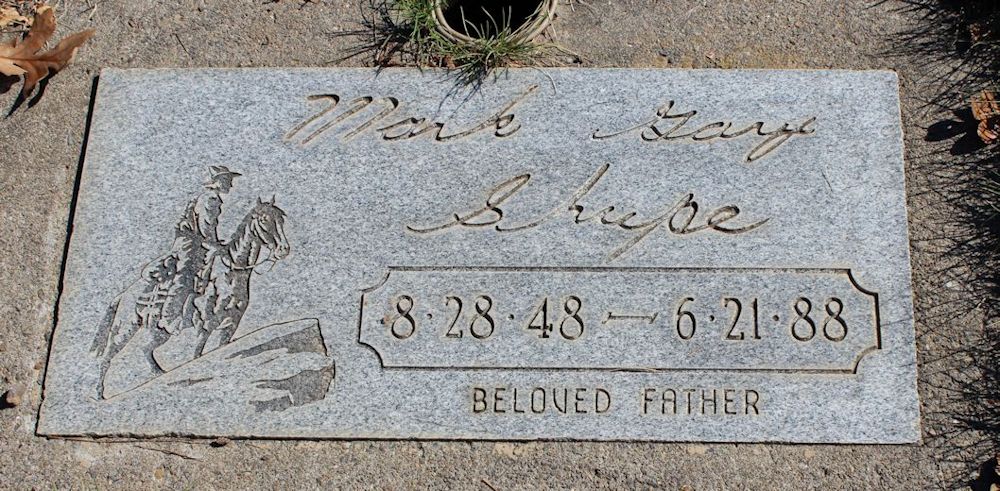 Mark Gary
Shupe
8·28·48 — 6·21·88
BELOVED FATHER